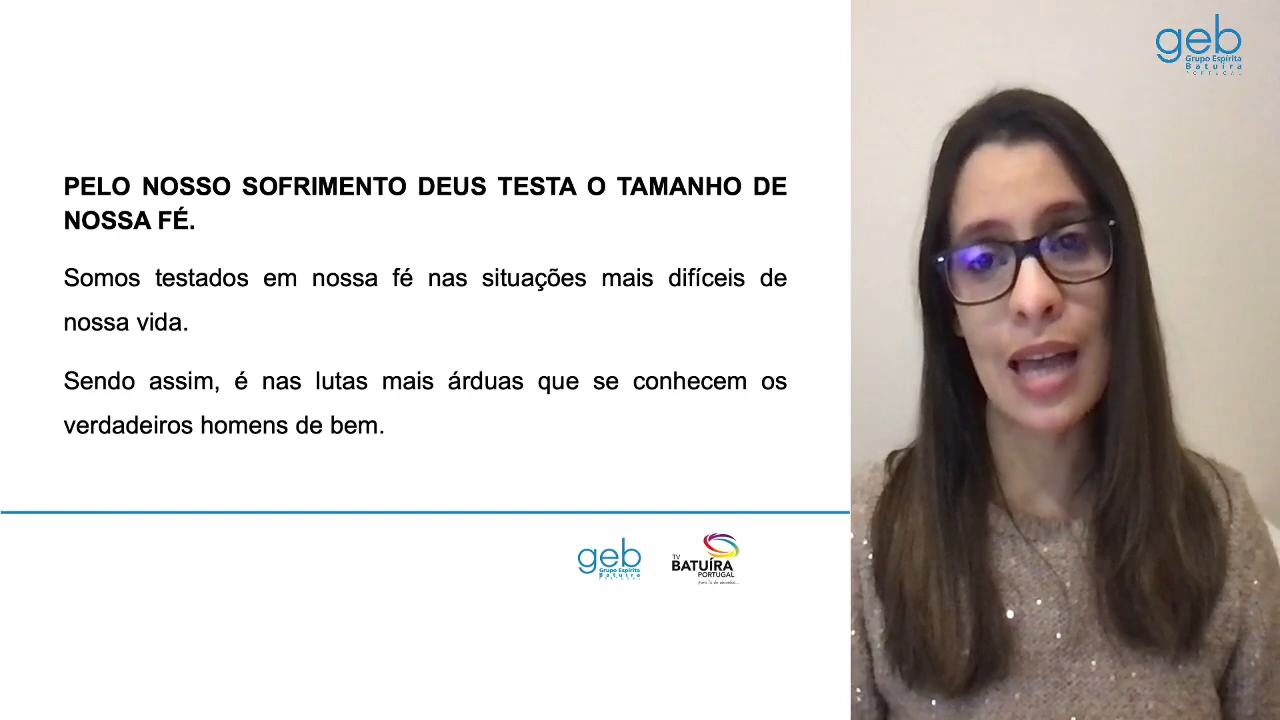 geb
Grupo Espírita
Batuíra
PORTUGAL
PELO NOSSO SOFRIMENTO DEUS TESTA O TAMANHO DE
NOSSA FÉ.
Somos testados em nossa fé nas situações mais difíceis de
nossa vida.
Sendo assim, é nas lutas mais árduas que se conhecem os
verdadeiros homens de bem.
geb
Grupo Espírita
Batuíra
TV
BATUÍRA
PORTUGAL